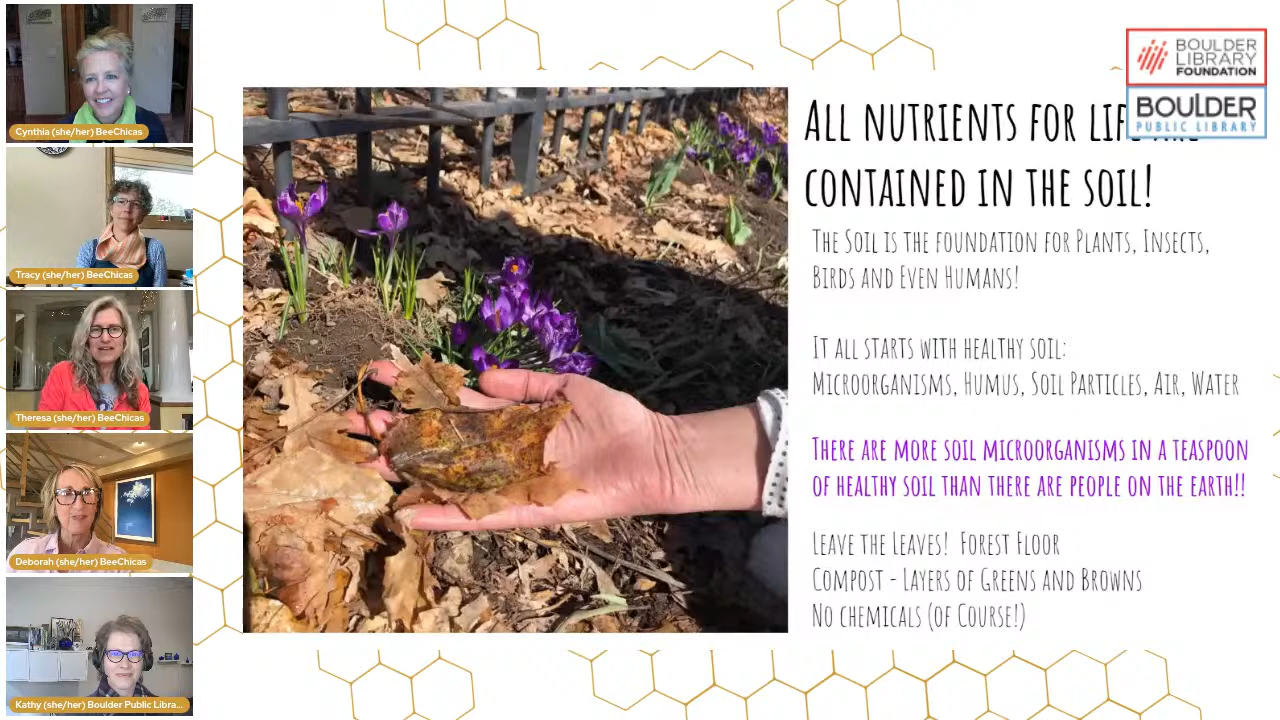 Cynthia (she/her) BeeChicas
Tracy (she/her) BeeChicas
Theresa (she/her) BeeChicas
Deborah (she/her) BeeChicas
Kathy (she/her) Boulder Public Libra...
BOULDER
LIBRARY
FOUNDATION
BOULDER
PUBLIC LIBRARY
ALL NUTRIENTS FOR LIFE ARE
CONTAINED IN THE SOIL!
THE SOIL IS THE FOUNDATION FOR PLANTS, INSECTS,
BIRDS AND EVEN HUMANS!
IT ALL STARTS WITH HEALTHY SOIL:
MICROORGANISMS, HUMUS, SOIL PARTICLES, AIR, WATER
THERE ARE MORE SOIL MICROORGANISMS IN A TEASPOON
OF HEALTHY SOIL THAN THERE ARE PEOPLE ON THE EARTH!!
LEAVE THE LEAVES! FOREST FLOOR
COMPOST - LAYERS OF GREENS AND BROWNS
NO CHEMICALS (OF COURSE!)